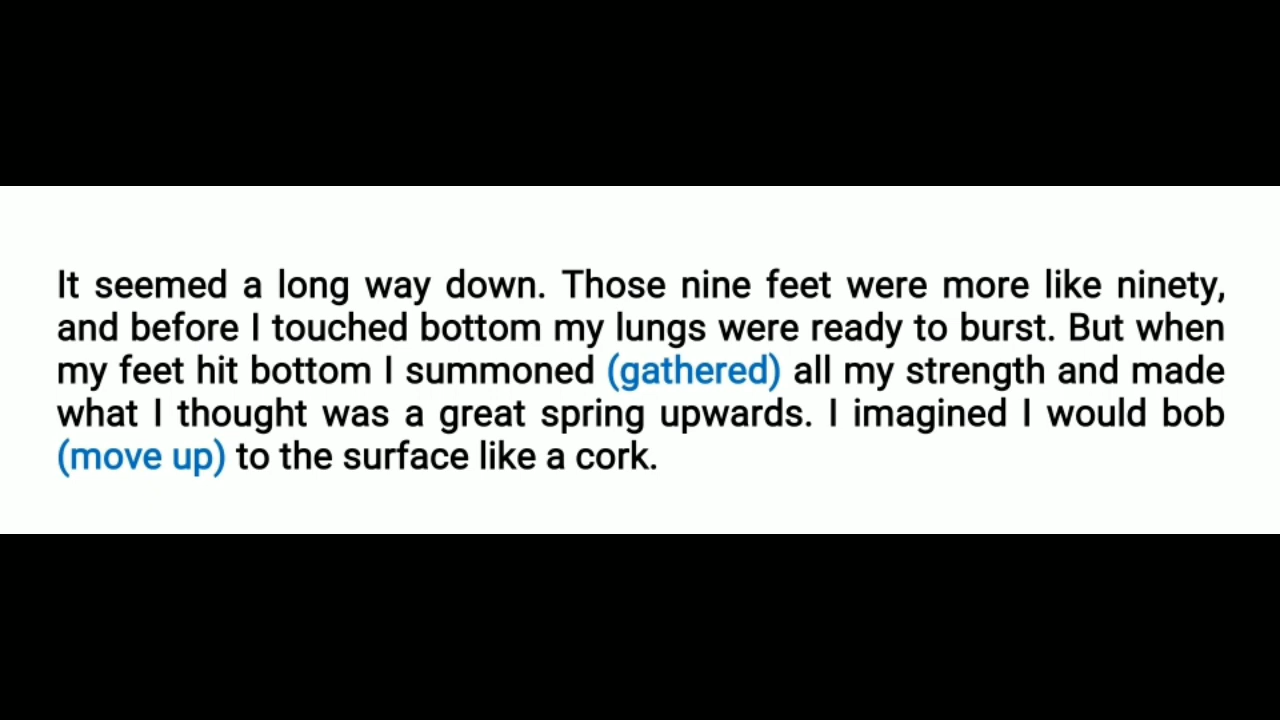 It seemed a long way down. Those nine feet were more like ninety,
and before I touched bottom my lungs were ready to burst. But when
my feet hit bottom I summoned (gathered) all my strength and made
what I thought was a great spring upwards. I imagined I would bob
(move up) to the surface like a cork.